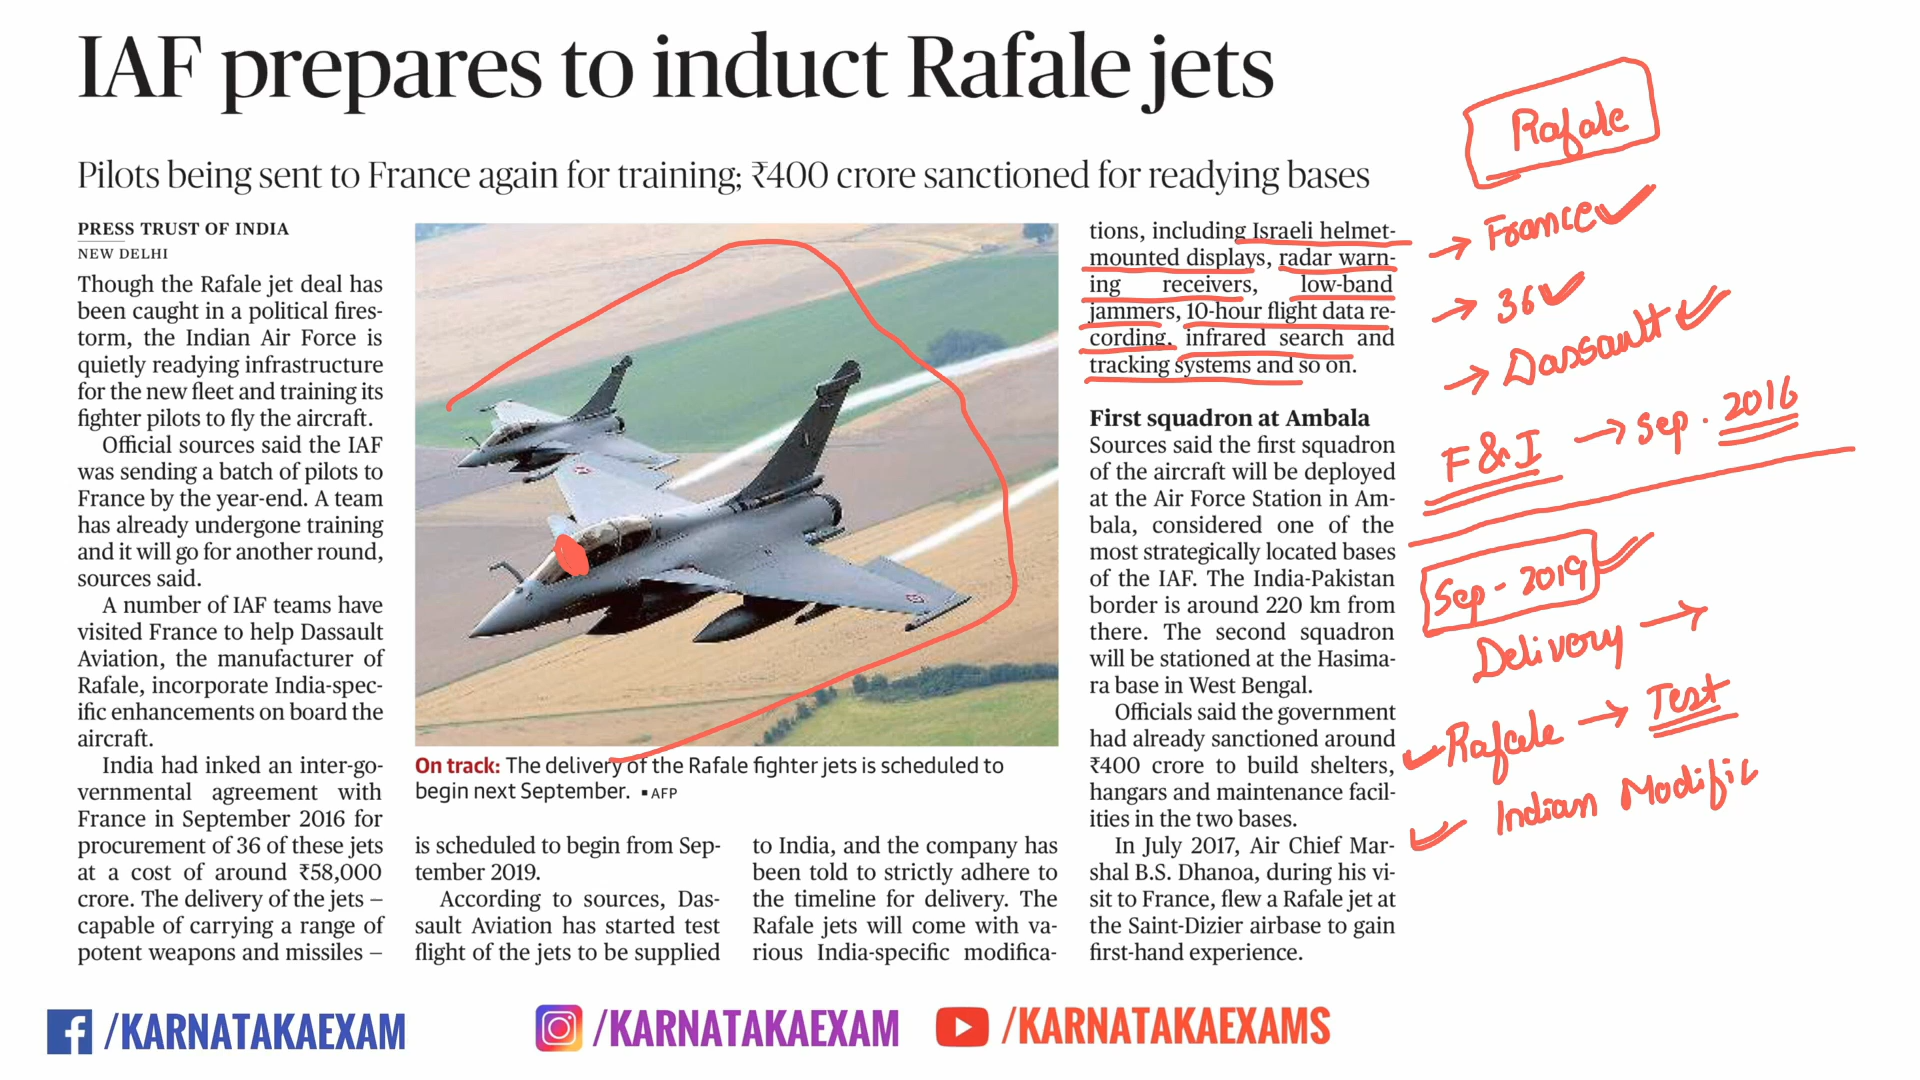 IAF prepares to induct Rafale jets
Pilots being sent to France again for training; ₹400 crore sanctioned for readying bases
PRESS TRUST OF INDIA
NEW DELHI
Though the Rafale jet deal has
been caught in a political fires-
torm, the Indian Air Force is
quietly readying infrastructure
for the new fleet and training its
fighter pilots to fly the aircraft.
Official sources said the IAF
was sending a batch of pilots to
France by the year-end. A team
has already undergone training
and it will go for another round,
sources said.
A number of IAF teams have
visited France to help Dassault
Aviation, the manufacturer of
Rafale, incorporate India-spec-
ific enhancements on board the
aircraft.
India had inked an inter-go-
vernmental agreement with
France in September 2016 for
procurement of 36 of these jets
at a cost of around ₹58,000
crore. The delivery of the jets –
capable of carrying a range of
potent weapons and missiles –
On track: The delivery of the Rafale fighter jets is scheduled to
begin next September. ▪ AFP
is scheduled to begin from Sep-
tember 2019.
According to sources, Das-
sault Aviation has started test
flight of the jets to be supplied
to India, and the company has
been told to strictly adhere to
the timeline for delivery. The
Rafale jets will come with va-
rious India-specific modifica-
tions, including Israeli helmet-
mounted displays, radar warn-
ing receivers, low-band
jammers, 10-hour flight data re-
cording, infrared search and
tracking systems and so on.
First squadron at Ambala
Sources said the first squadron
of the aircraft will be deployed
at the Air Force Station in Am-
bala, considered one of the
most strategically located bases
of the IAF. The India-Pakistan
border is around 220 km from
there. The second squadron
will be stationed at the Hasima-
ra base in West Bengal.
Officials said the government
had already sanctioned around
₹400 crore to build shelters,
hangars and maintenance facil-
ities in the two bases.
In July 2017, Air Chief Mar-
shal B.S. Dhanoa, during his vi-
sit to France, flew a Rafale jet at
the Saint-Dizier airbase to gain
first-hand experience.
Rafale
→ France ✓
→ 36 ✓
→ Dassault ✓
F & I → Sep. 2016
Sep - 2019 ✓
Delivery →
✓ Rafale → Test
✓ Indian Modific
/KARNATAKAEXAM
/KARNATAKAEXAM
/KARNATAKAEXAMS